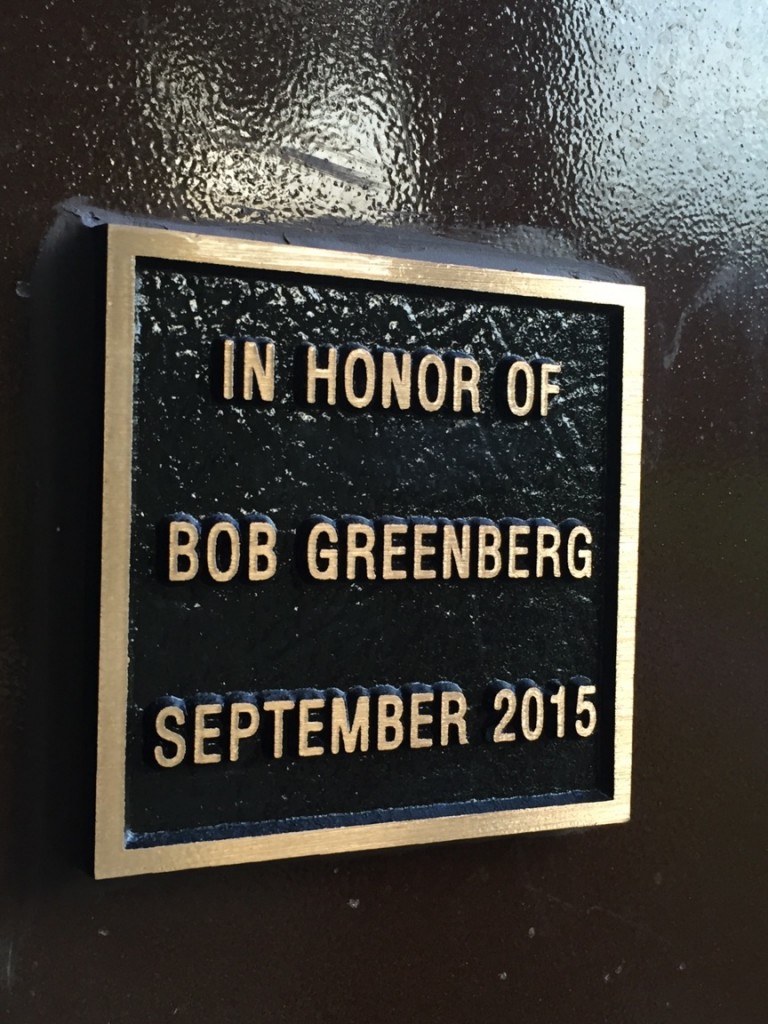 IN HONOR OF
BOB GREENBERG
SEPTEMBER 2015